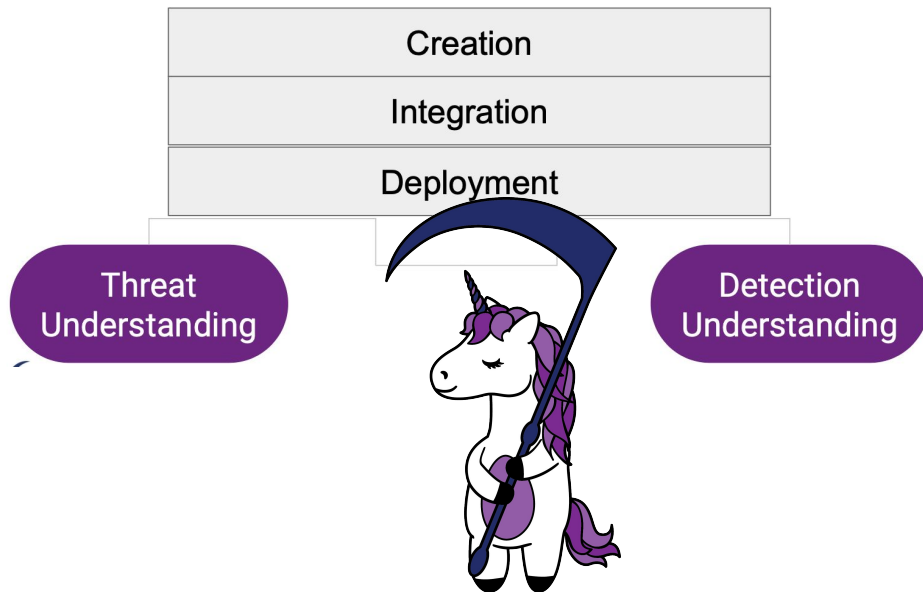 Creation
Integration
Deployment
Threat
Understanding
Detection
Understanding